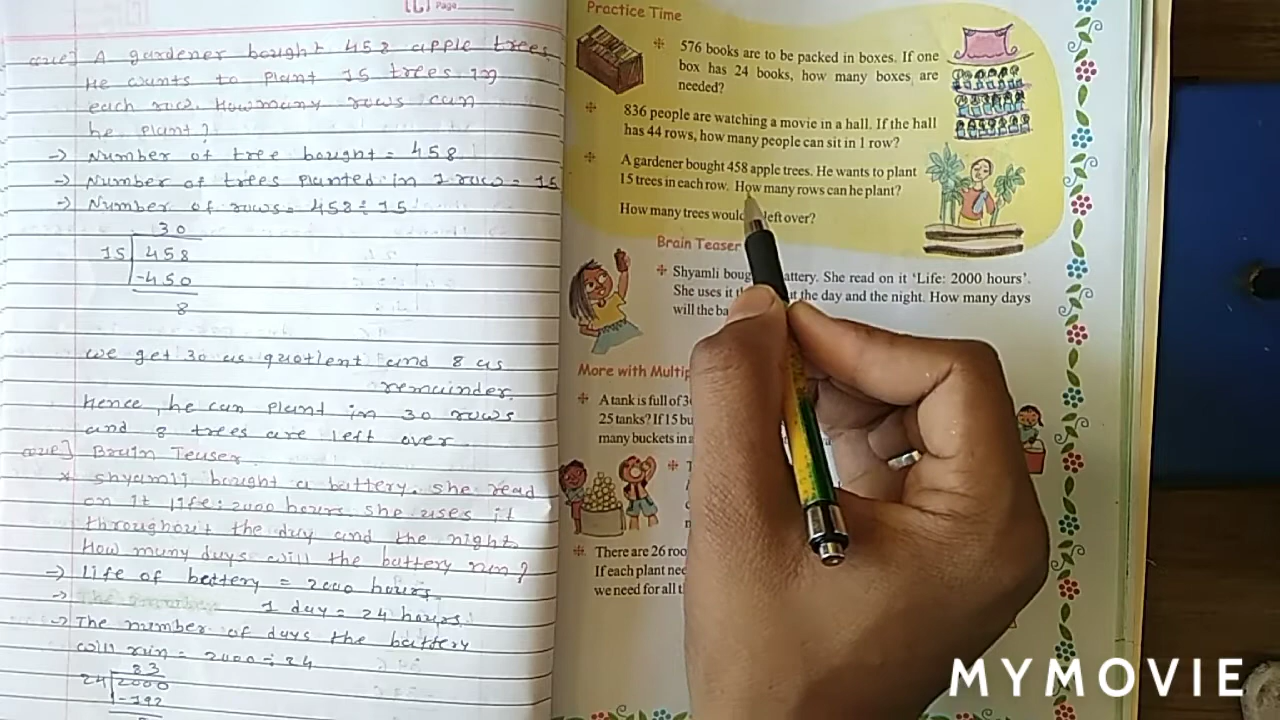 Page
Que] A gardener bought 458 apple trees.
He wants to plant 15 trees in
each row. How many rows can
he plant?
-> Number of tree bought = 458
-> Number of trees planted in 1 row = 15
-> Number of rows = 458 ÷ 15
30
15 458
-450
8
we get 30 as quotient and 8 as
remainder.
Hence, he can plant in 30 rows
and 8 trees are left over.
Que] Brain Teaser.
* Shyamli bought a battery. She read
on it life: 2000 hours she uses it
throughout the day and the night.
How many days will the battery run?
-> Life of bettery = 2000 hours.
-> 1 day = 24 hours.
-> The number of days the battery
will run = 2000 ÷ 24
83
24 2000
-192
Practice Time
576 books are to be packed in boxes. If one
box has 24 books, how many boxes are
needed?
836 people are watching a movie in a hall. If the hall
has 44 rows, how many people can sit in 1 row?
A gardener bought 458 apple trees. He wants to plant
15 trees in each row. How many rows can he plant?
How many trees would left over?
Brain Teaser
Shyamli attery. She read on it 'Life: 2000 hours'.
She uses it the day and the night. How many days
will the
More with
A tank is full of
25 tanks? If 15
many buckets in
There are 26
If each plant
we need for all
MYMOVIE